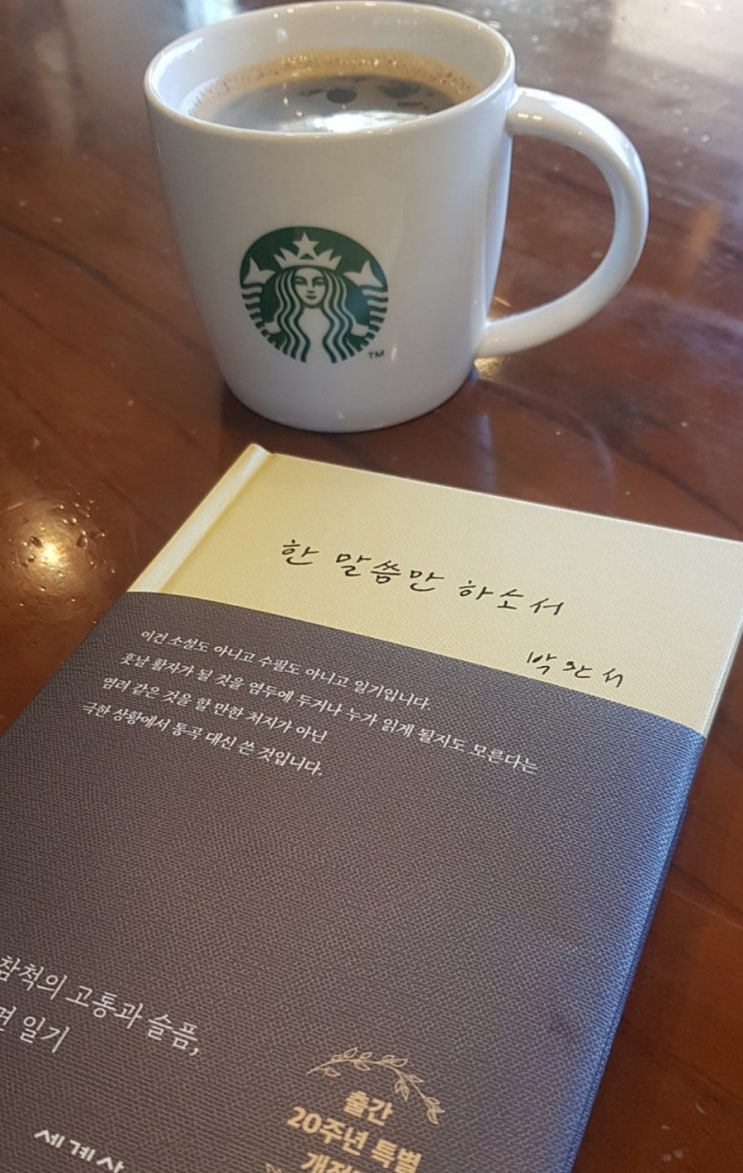 TM
한 말씀만 하소서
박완서
이건 소설도 아니고 수필도 아니고 일기입니다.
훗날 활자가 될 것을 염두에 두거나 누가 읽게 될지도 모른다는
염려 같은 것을 할 만한 처지가 아닌
극한 상황에서 통곡 대신 쓴 것입니다.
참척의 고통과 슬픔,
일기
출간
20주년 특별